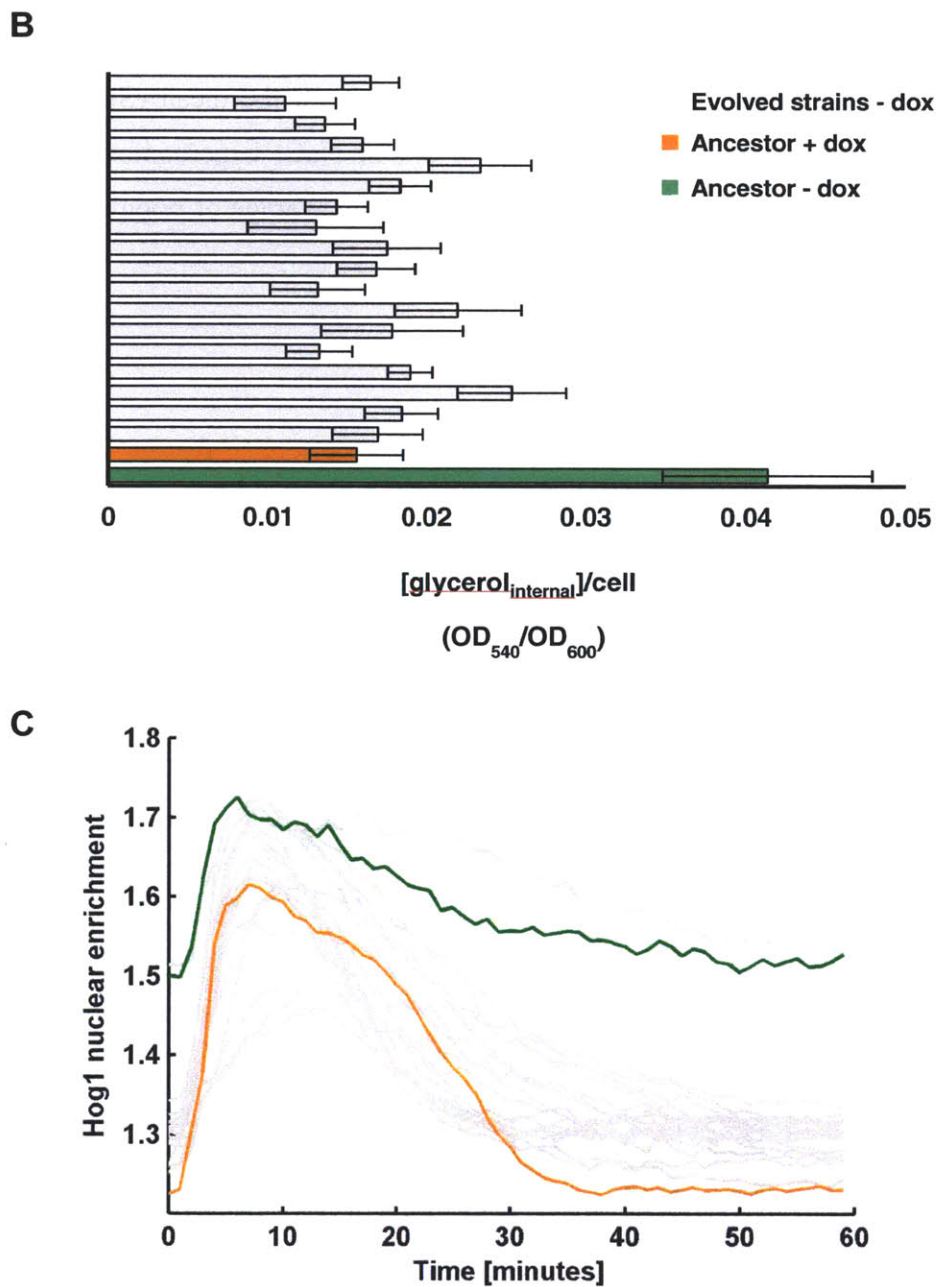 B
Evolved strains - dox
Ancestor + dox
Ancestor - dox
0 0.01 0.02 0.03 0.04 0.05
[glycerolinternal]/cell
(OD540/OD600)
C
1.8
1.7
1.6
1.5
1.4
1.3
Hog1 nuclear enrichment
0 10 20 30 40 50 60
Time [minutes]